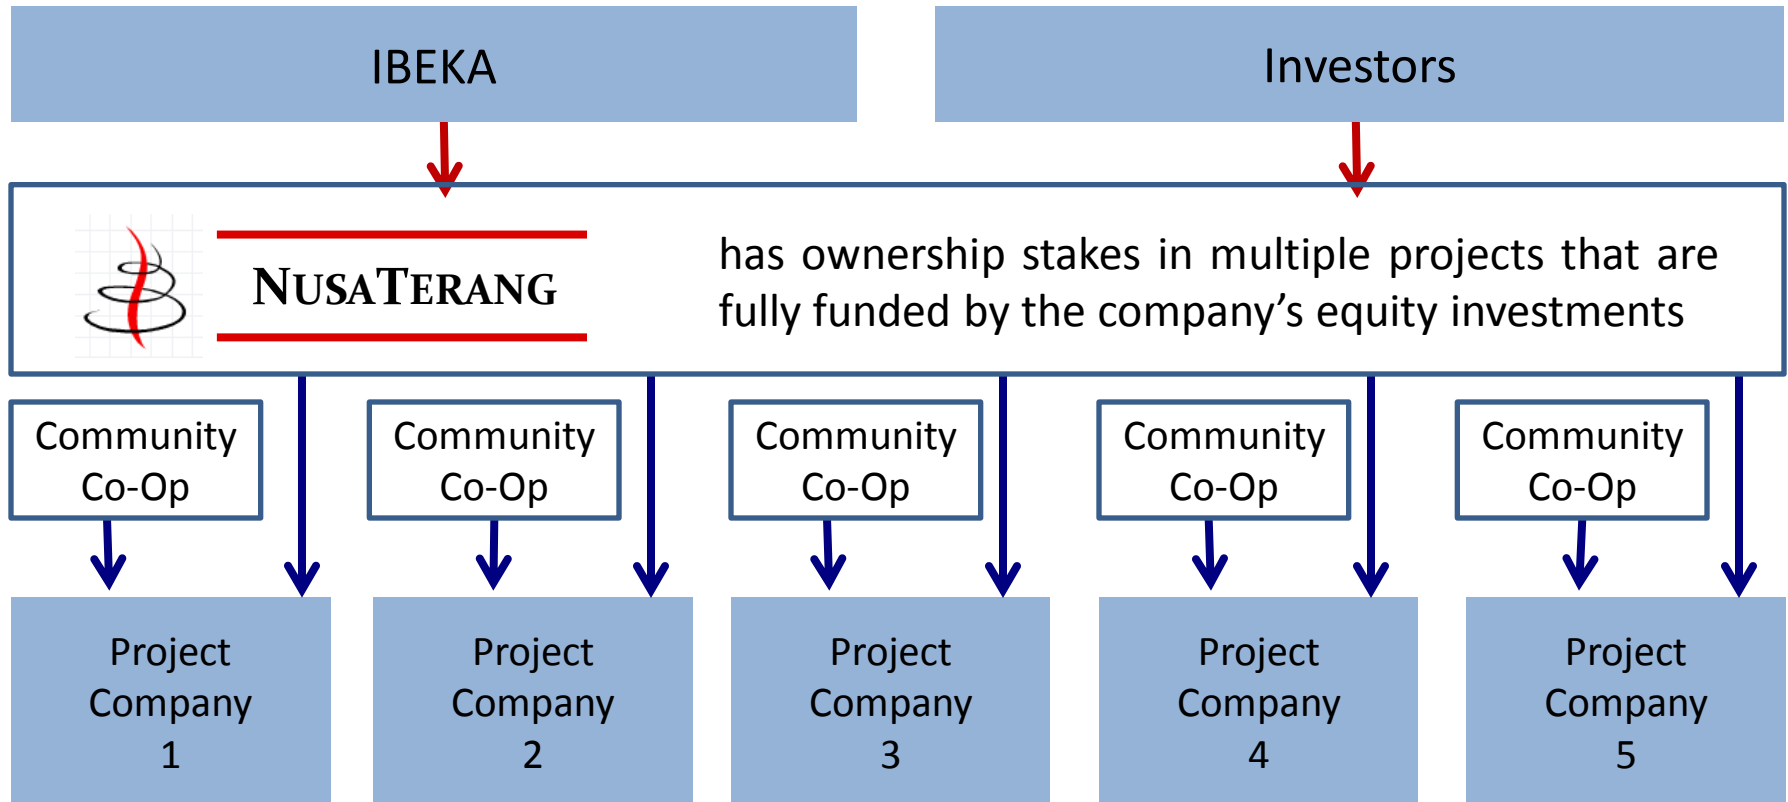 IBEKA
Investors
NUSATERANG
has ownership stakes in multiple projects that are
fully funded by the company’s equity investments
Community
Co-Op
Community
Co-Op
Community
Co-Op
Community
Co-Op
Community
Co-Op
Project
Company
1
Project
Company
2
Project
Company
3
Project
Company
4
Project
Company
5